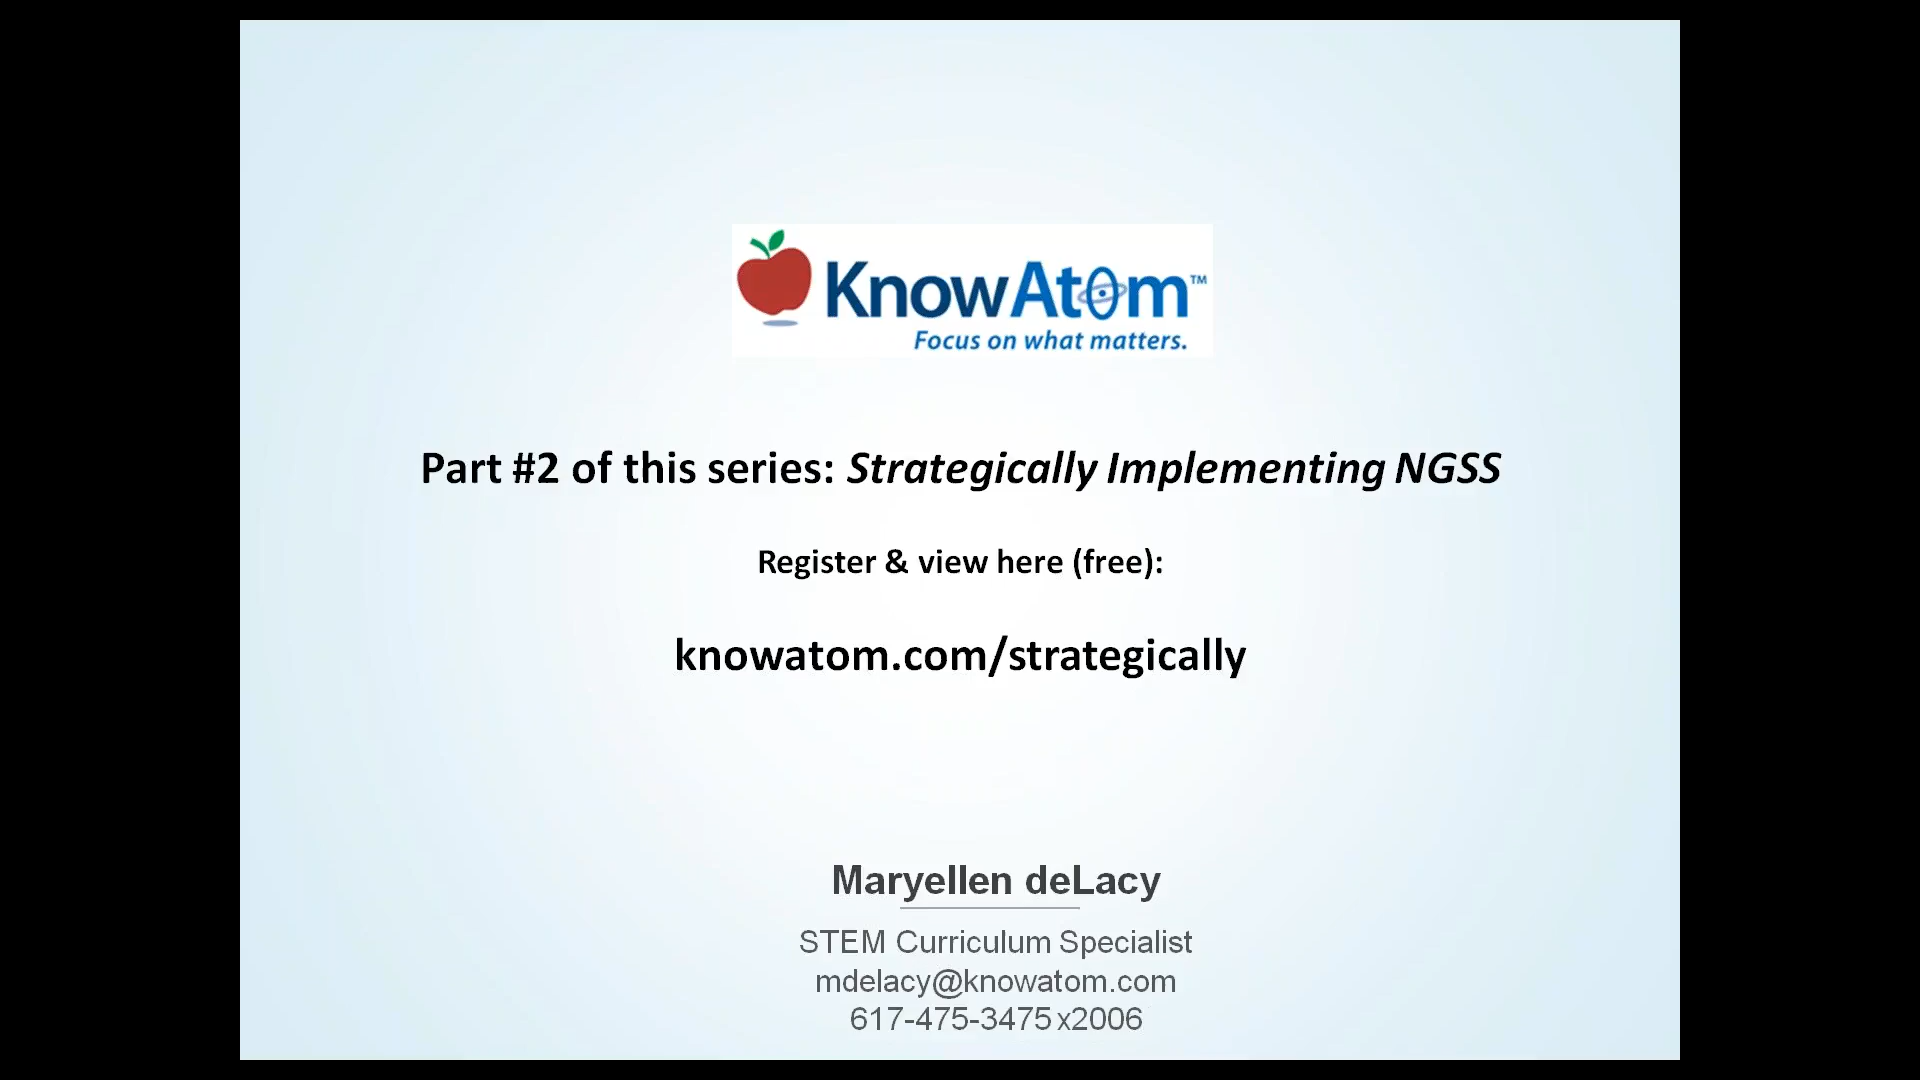 KnowAtom™
Focus on what matters.
Part #2 of this series: Strategically Implementing NGSS
Register & view here (free):
knowatom.com/strategically
Maryellen deLacy
STEM Curriculum Specialist
mdelacy@knowatom.com
617-475-3475 x2006